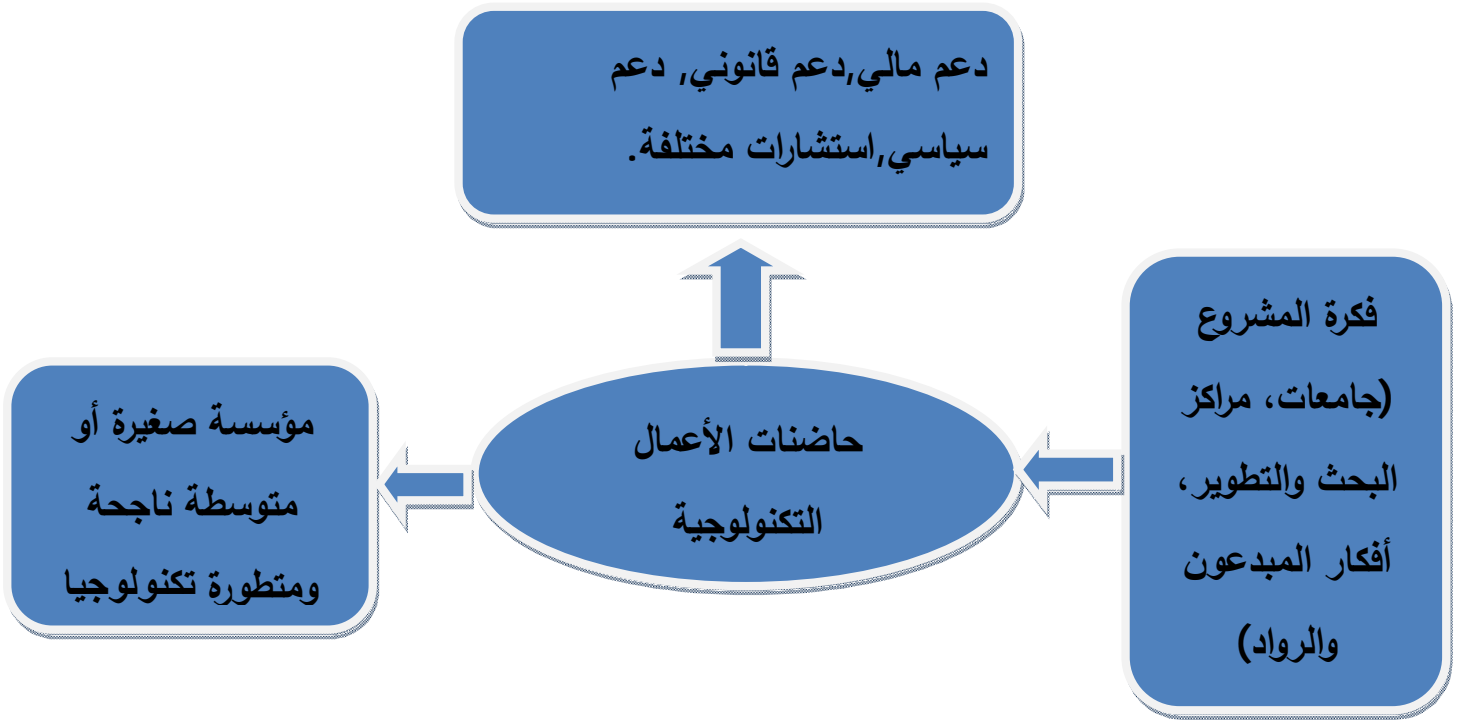 دعم مالي,دعم قانوني, دعم
سياسي,استشارات مختلفة.
فكرة المشروع
(جامعات، مراكز
البحث والتطوير،
أفكار المبدعون
والرواد)
حاضنات الأعمال
التكنولوجية
مؤسسة صغيرة أو
متوسطة ناجحة
ومتطورة تكنولوجيا